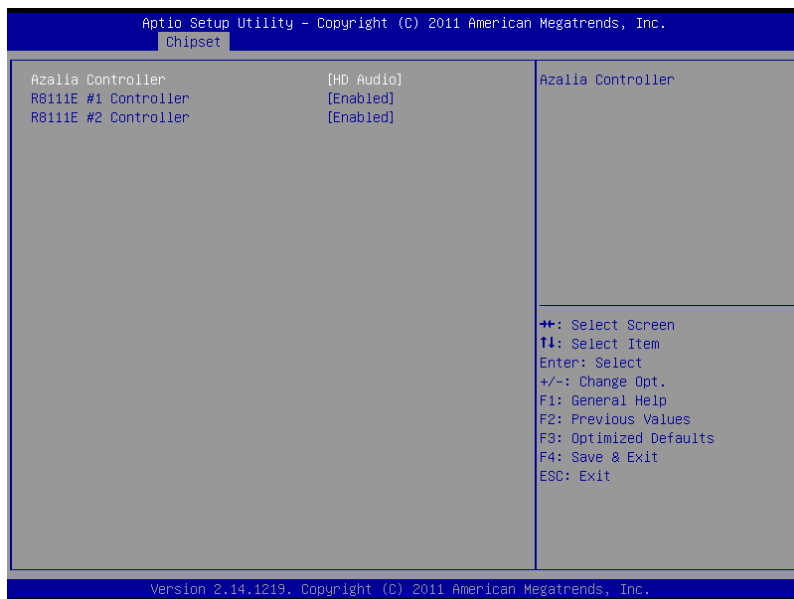 Aptio Setup Utility – Copyright (C) 2011 American Megatrends, Inc.
Chipset
Azalia Controller [HD Audio]
R8111E #1 Controller [Enabled]
R8111E #2 Controller [Enabled]
Azalia Controller
→←: Select Screen
↑↓: Select Item
Enter: Select
+/-: Change Opt.
F1: General Help
F2: Previous Values
F3: Optimized Defaults
F4: Save & Exit
ESC: Exit
Version 2.14.1219. Copyright (C) 2011 American Megatrends, Inc.